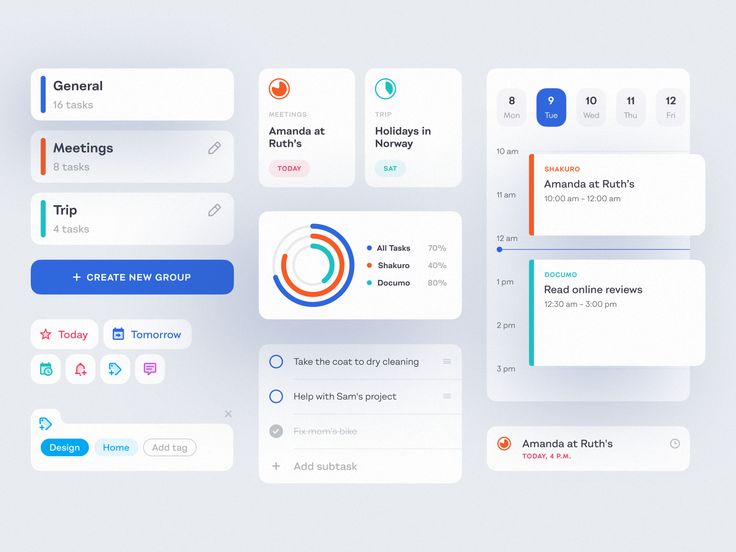 General
16 tasks
Meetings
8 tasks
Trip
4 tasks
+ CREATE NEW GROUP
Today
Tomorrow
Design
Home
Add tag
MEETINGS
Amanda at
Ruth's
TODAY
TRIP
Holidays in
Norway
SAT
All Tasks 70%
Shakuro 40%
Documo 80%
Take the coat to dry cleaning
Help with Sam's project
Fix mom's bike
+ Add subtask
8 9 10 11 12
Mon Tue Wed Thu Fri
10 am
SHAKURO
Amanda at Ruth's
11 am
10:00 am – 12:00 am
12 am
DOCUMO
1 pm
Read online reviews
12:30 am – 3:00 pm
2 pm
3 pm
Amanda at Ruth's
TODAY, 4 P.M.